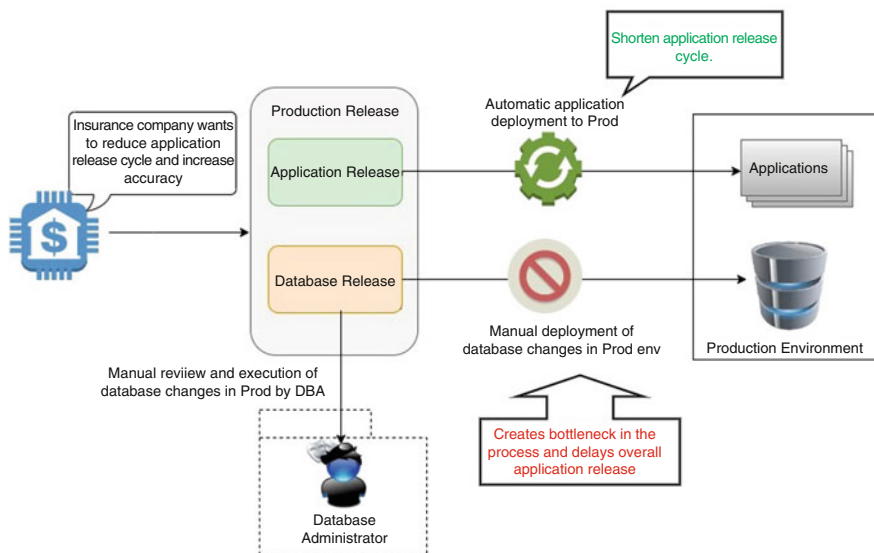 Shorten application release
cycle.
Insurance company wants
to reduce application
release cycle and increase
accuracy
$
Production Release
Application Release
Database Release
Automatic application
deployment to Prod
Applications
Manual deployment of
database changes in Prod env
Production Environment
Manual reviiew and execution of
database changes in Prod by DBA
Creates bottleneck in the
process and delays overall
application release
Database
Administrator